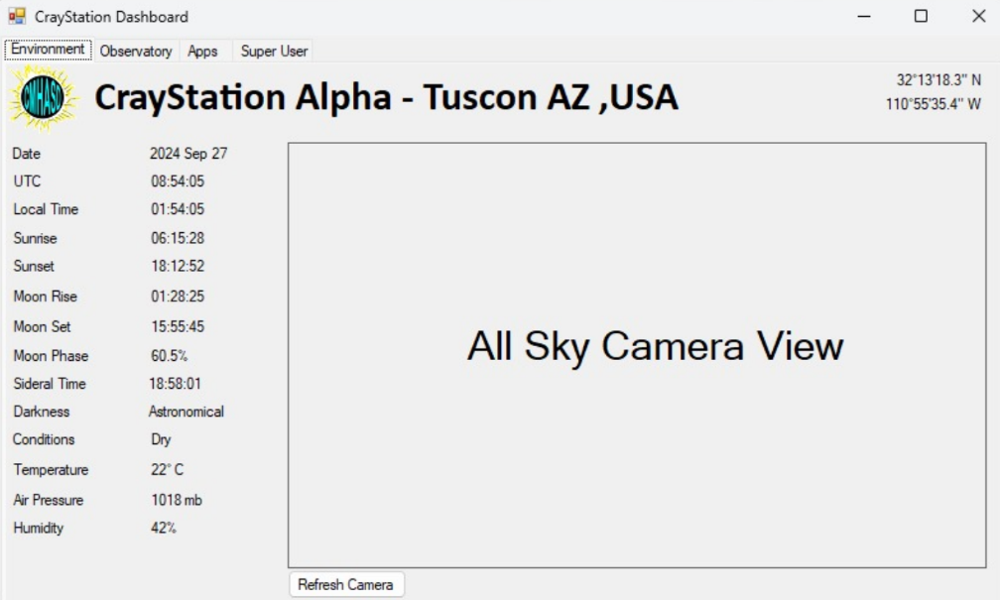 CrayStation Dashboard
Environment Observatory Apps Super User
CrayStation Alpha - Tuscon AZ ,USA
32°13'18.3" N
110°55'35.4" W
Date 2024 Sep 27
UTC 08:54:05
Local Time 01:54:05
Sunrise 06:15:28
Sunset 18:12:52
Moon Rise 01:28:25
Moon Set 15:55:45
Moon Phase 60.5%
Sideral Time 18:58:01
Darkness Astronomical
Conditions Dry
Temperature 22° C
Air Pressure 1018 mb
Humidity 42%
All Sky Camera View
Refresh Camera